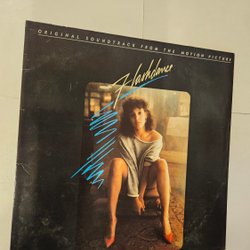 ORIGINAL SOUNDTRACK FROM THE MOTION PICTURE
Flashdance